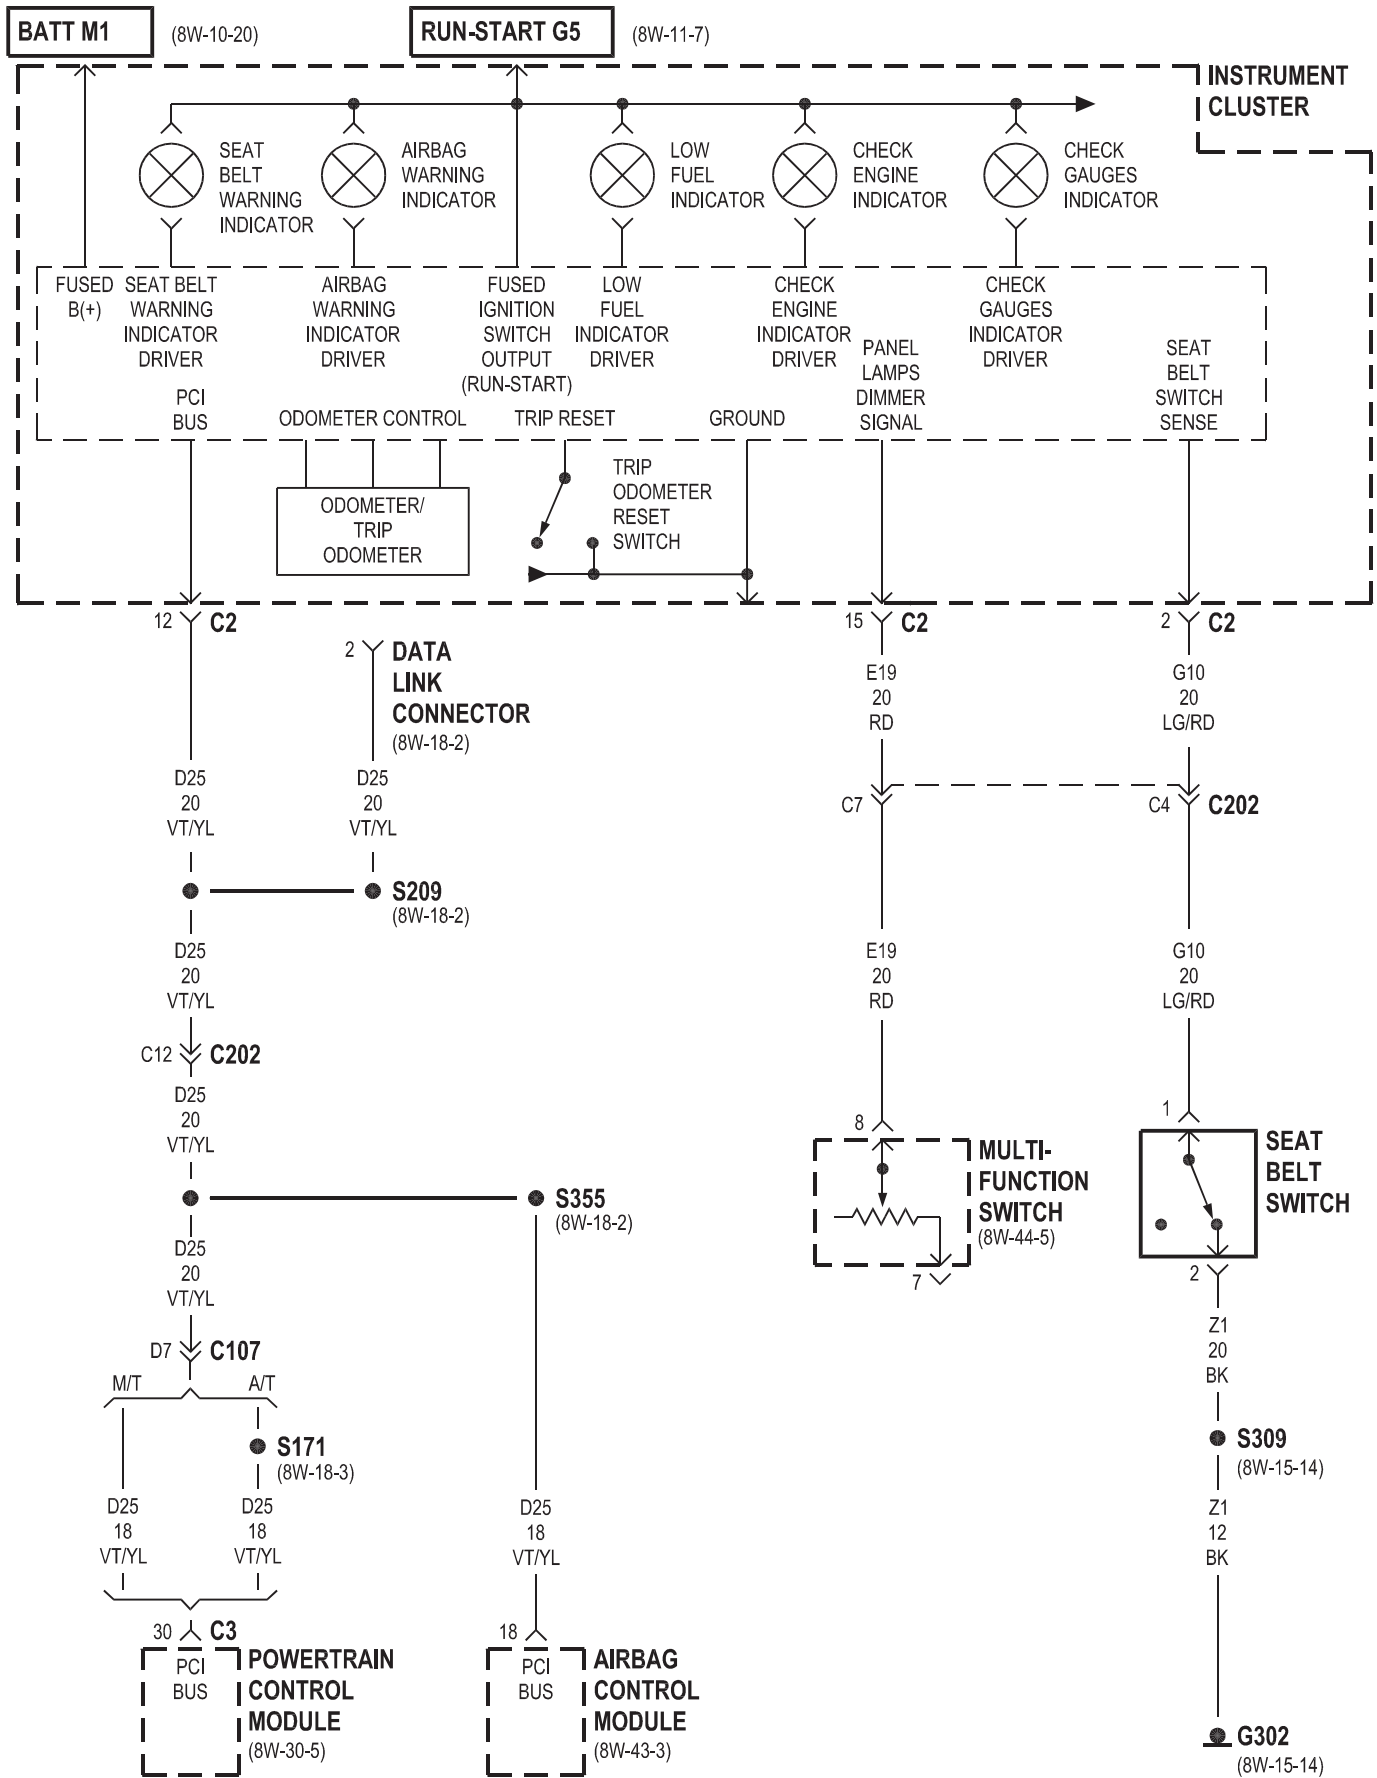 BATT M1
(8W-10-20)
RUN-START G5
(8W-11-7)
INSTRUMENT
CLUSTER
SEAT
BELT
WARNING
INDICATOR
AIRBAG
WARNING
INDICATOR
LOW
FUEL
INDICATOR
CHECK
ENGINE
INDICATOR
CHECK
GAUGES
INDICATOR
FUSED
B(+)
SEAT BELT
WARNING
INDICATOR
DRIVER
AIRBAG
WARNING
INDICATOR
DRIVER
FUSED
IGNITION
SWITCH
OUTPUT
(RUN-START)
LOW
FUEL
INDICATOR
DRIVER
CHECK
ENGINE
INDICATOR
DRIVER
CHECK
GAUGES
INDICATOR
DRIVER
PCI
BUS
ODOMETER CONTROL
TRIP RESET
GROUND
PANEL
LAMPS
DIMMER
SIGNAL
SEAT
BELT
SWITCH
SENSE
ODOMETER/
TRIP
ODOMETER
TRIP
ODOMETER
RESET
SWITCH
12
C2
15
C2
2
C2
2
DATA
LINK
CONNECTOR
(8W-18-2)
E19
20
RD
G10
20
LG/RD
D25
20
VT/YL
D25
20
VT/YL
C7
C4
C202
S209
(8W-18-2)
D25
20
VT/YL
E19
20
RD
G10
20
LG/RD
C12
C202
D25
20
VT/YL
8
MULTI-
FUNCTION
SWITCH
(8W-44-5)
7
1
SEAT
BELT
SWITCH
2
S355
(8W-18-2)
D25
20
VT/YL
Z1
20
BK
D7
C107
M/T
A/T
S171
(8W-18-3)
S309
(8W-15-14)
D25
18
VT/YL
D25
18
VT/YL
D25
18
VT/YL
Z1
12
BK
30
C3
PCI
BUS
POWERTRAIN
CONTROL
MODULE
(8W-30-5)
18
PCI
BUS
AIRBAG
CONTROL
MODULE
(8W-43-3)
G302
(8W-15-14)